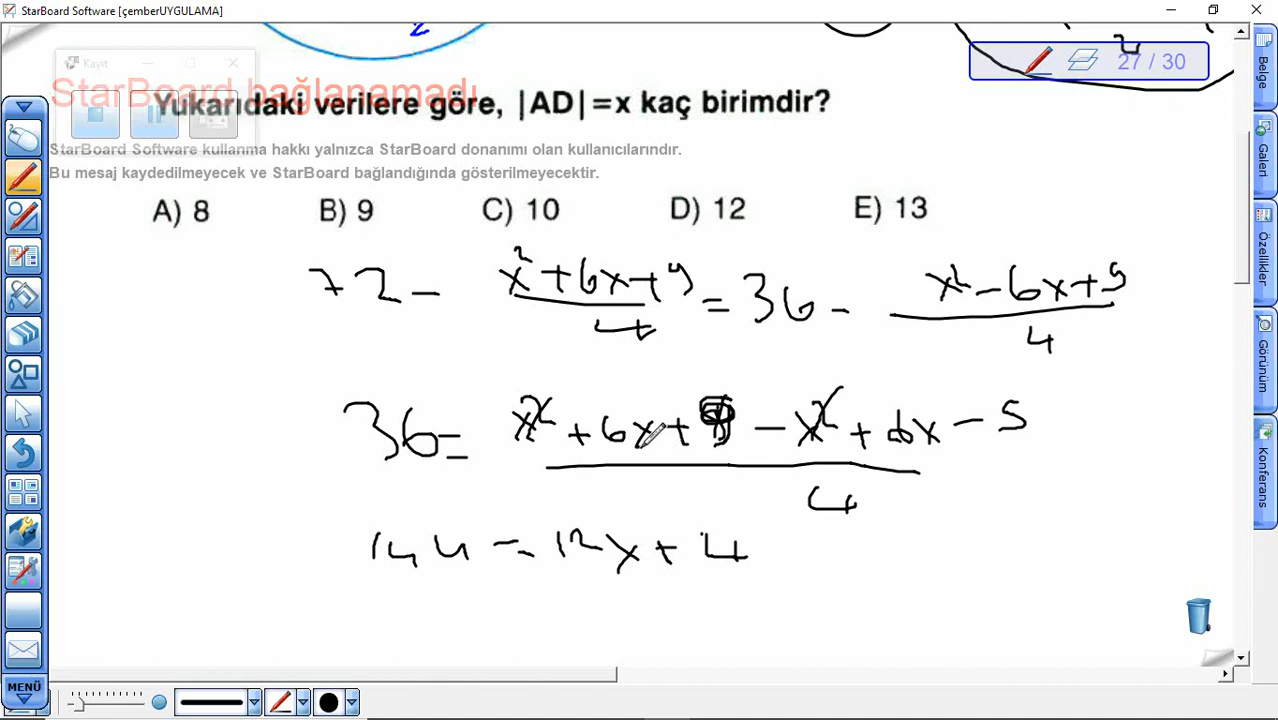 StarBoard Software [çemberUYGULAMA]
2
2
Kayıt
27 / 30
StarBoard bağlanamadı
Yukarıdaki verilere göre, |AD|=x kaç birimdir?
StarBoard Software kullanma hakkı yalnızca StarBoard donanımı olan kullanıcılarındır.
Bu mesaj kaydedilmeyecek ve StarBoard bağlandığında gösterilmeyecektir.
A) 8 B) 9 C) 10 D) 12 E) 13
72 - x²+6x+9 / 4 = 36 - x²-6x+9 / 4
36 = x² + 6x + 9 - x² + 6x - 5 / 4
144 = 12x + 4
Belge
Galeri
Özellikler
Görünüm
Konferans
MENÜ